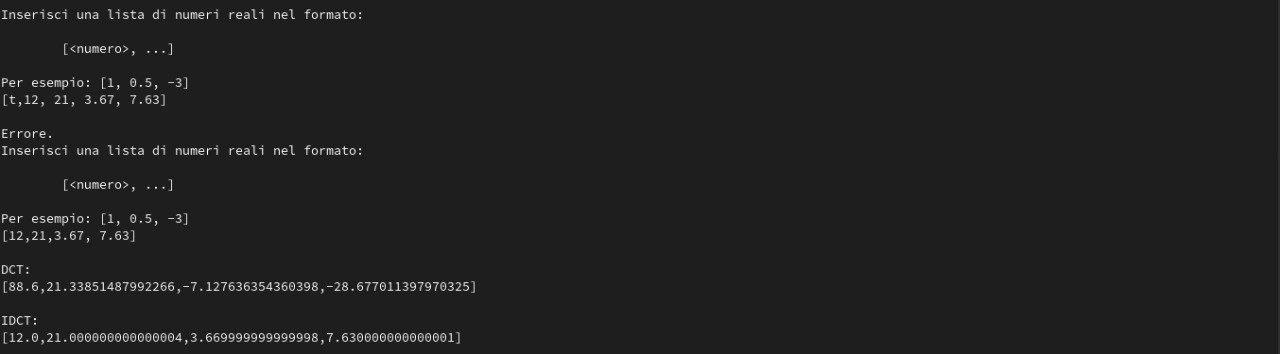 Inserisci una lista di numeri reali nel formato:
[<numero>, ...]
Per esempio: [1, 0.5, -3]
[t,12, 21, 3.67, 7.63]
Errore.
Inserisci una lista di numeri reali nel formato:
[<numero>, ...]
Per esempio: [1, 0.5, -3]
[12,21,3.67, 7.63]
DCT:
[88.6,21.33851487992266,-7.127636354360398,-28.677011397970325]
IDCT:
[12.0,21.000000000000004,3.669999999999998,7.630000000000001]